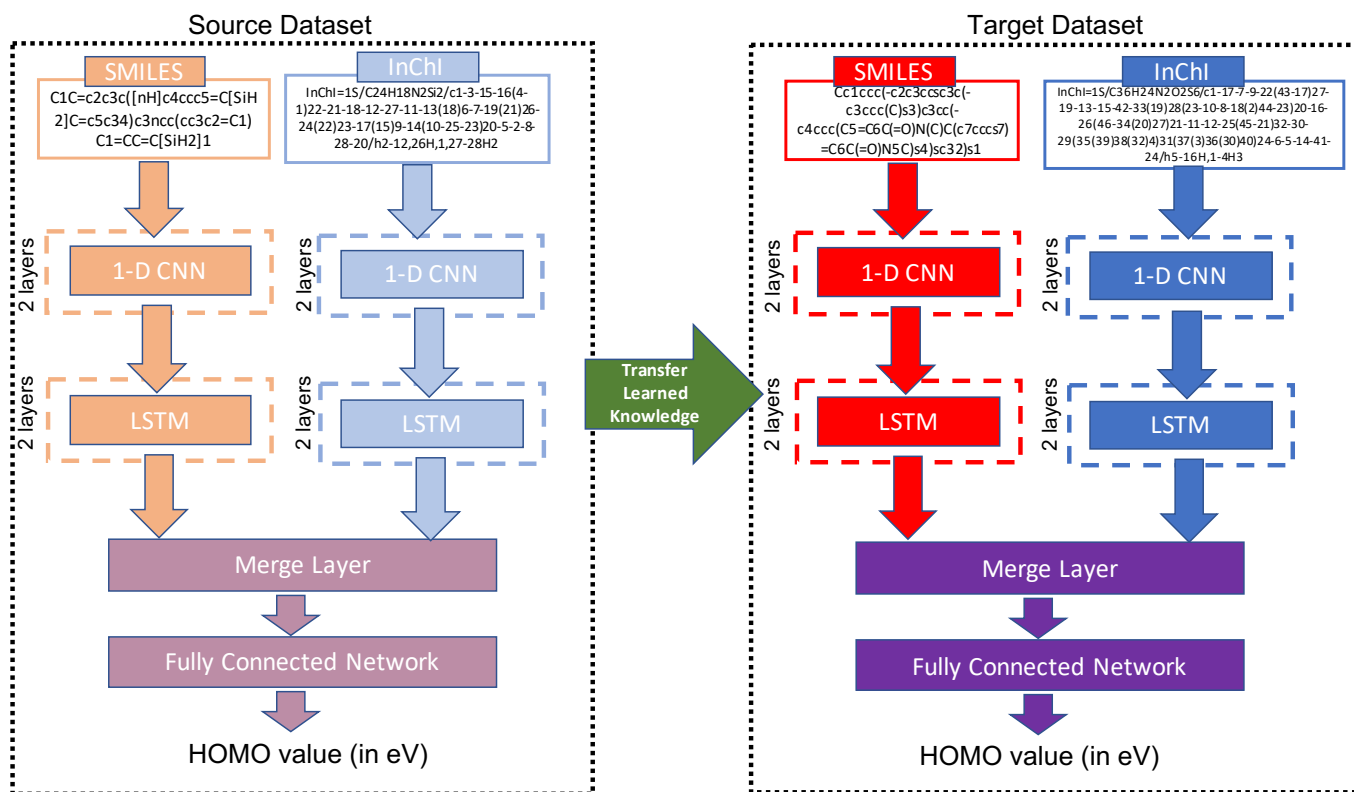 Source Dataset
SMILES
C1C=c2c3c([nH]c4ccc5=C[SiH
2]C=c5c34)c3ncc(cc3c2=C1)
C1=CC=C[SiH2]1
InChI
InChI=1S/C24H18N2Si2/c1-3-15-16(4-
1)22-21-18-12-27-11-13(18)6-7-19(21)26-
24(22)23-17(15)9-14(10-25-23)20-5-2-8-
28-20/h2-12,26H,1,27-28H2
2 layers
1-D CNN
2 layers
1-D CNN
2 layers
LSTM
2 layers
LSTM
Merge Layer
Fully Connected Network
HOMO value (in eV)
Transfer
Learned
Knowledge
Target Dataset
SMILES
Cc1ccc(-c2c3ccsc3c(-
c3ccc(C)s3)c3cc(-
c4ccc(C5=C6C(=O)N(C)C(c7cccs7)
=C6C(=O)N5C)s4)sc32)s1
InChI
InChI=1S/C36H24N2O2S6/c1-17-7-9-22(43-17)27-
19-13-15-42-33(19)28(23-10-8-18(2)44-23)20-16-
26(46-34(20)27)21-11-12-25(45-21)32-30-
29(35(39)38(32)4)31(37(3)36(30)40)24-6-5-14-41-
24/h5-16H,1-4H3
2 layers
1-D CNN
2 layers
1-D CNN
2 layers
LSTM
2 layers
LSTM
Merge Layer
Fully Connected Network
HOMO value (in eV)